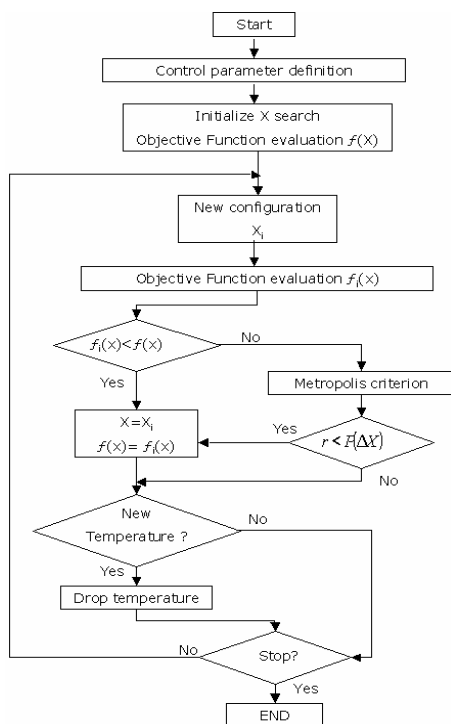 Start
Control parameter definition
Initialize X search
Objective Function evaluation f(X)
New configuration
Xi
Objective Function evaluation fi(x)
fi(x)<f(x)
No
Yes
Metropolis criterion
X=Xi
f(x)= fi(x)
Yes
r < P(ΔX)
No
New
Temperature ?
No
Yes
Drop temperature
No
Stop?
Yes
END